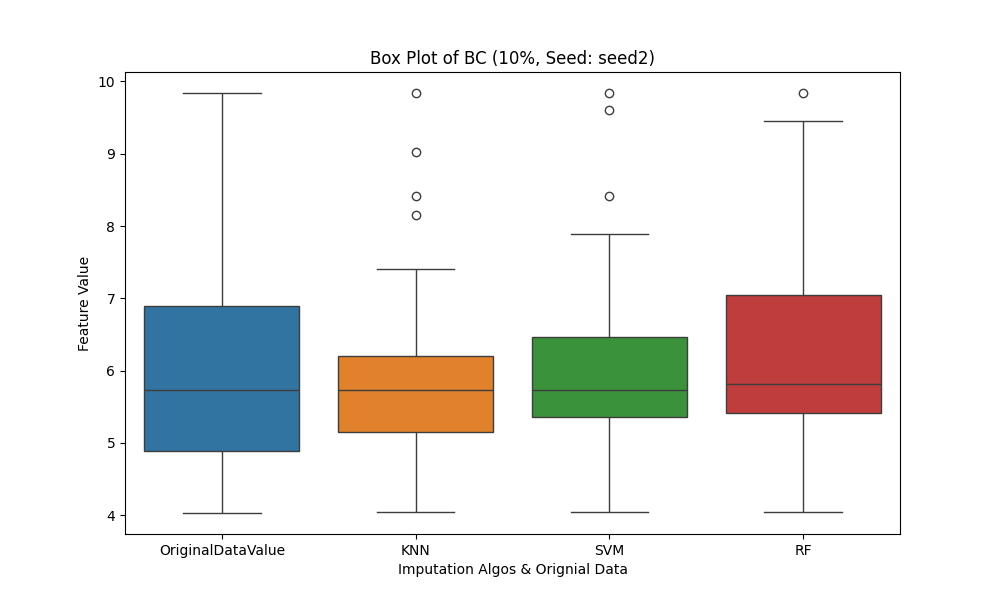 Box Plot of BC (10%, Seed: seed2)
10
9
8
7
6
5
4
Feature Value
OriginalDataValue
KNN
SVM
RF
Imputation Algos & Orignial Data